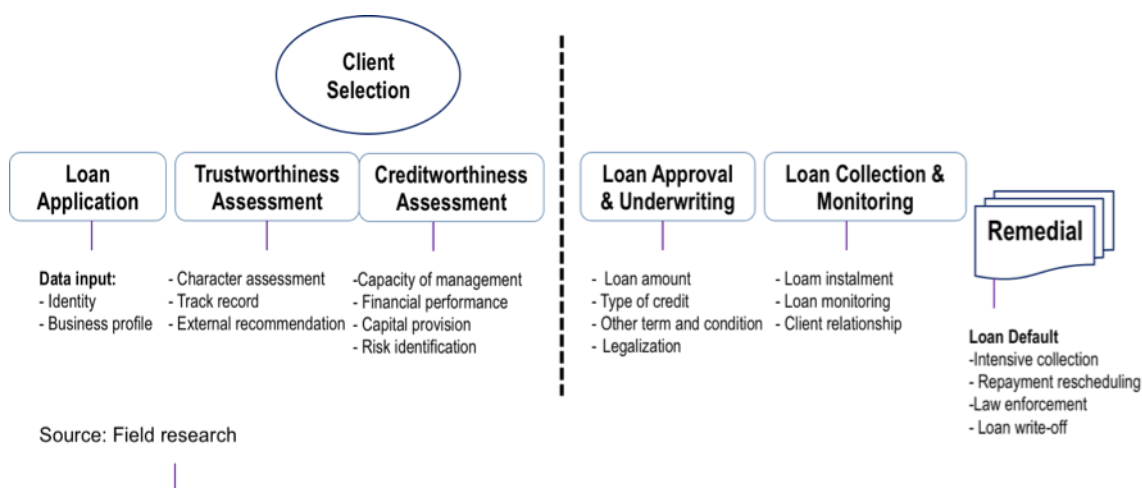 Client
Selection
Loan
Application
Trustworthiness
Assessment
Creditworthiness
Assessment
Loan Approval
& Underwriting
Loan Collection &
Monitoring
Remedial
Data input:
- Identity
- Business profile
- Character assessment
- Track record
- External recommendation
-Capacity of management
- Financial performance
- Capital provision
- Risk identification
- Loan amount
- Type of credit
- Other term and condition
- Legalization
- Loam instalment
- Loan monitoring
- Client relationship
Loan Default
-Intensive collection
- Repayment rescheduling
-Law enforcement
- Loan write-off
Source: Field research